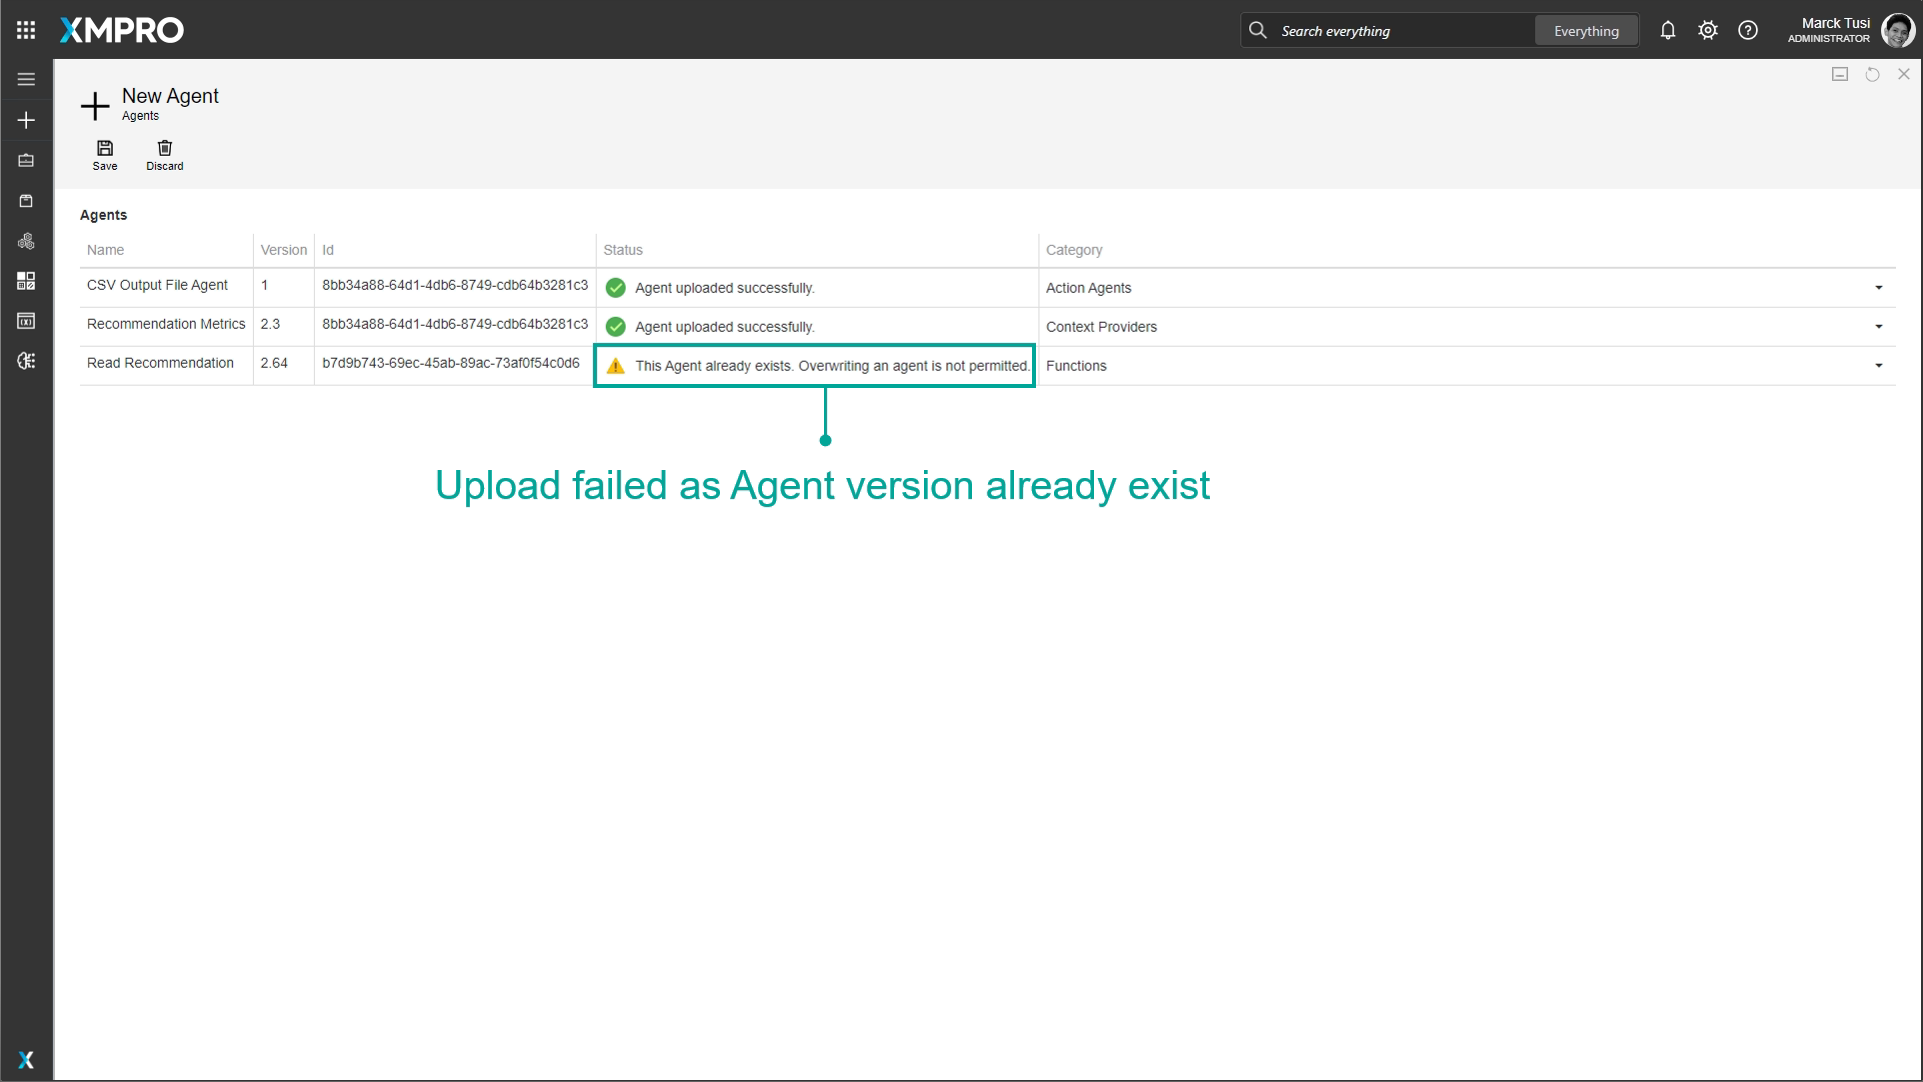 XMPRO
Search everything
Everything
Marck Tusi
ADMINISTRATOR
New Agent
Agents
Save
Discard
Agents
Name Version Id Status Category
CSV Output File Agent 1 8bb34a88-64d1-4db6-8749-cdb64b3281c3 Agent uploaded successfully. Action Agents
Recommendation Metrics 2.3 8bb34a88-64d1-4db6-8749-cdb64b3281c3 Agent uploaded successfully. Context Providers
Read Recommendation 2.64 b7d9b743-69ec-45ab-89ac-73af0f54c0d6 This Agent already exists. Overwriting an agent is not permitted. Functions
Upload failed as Agent version already exist
X